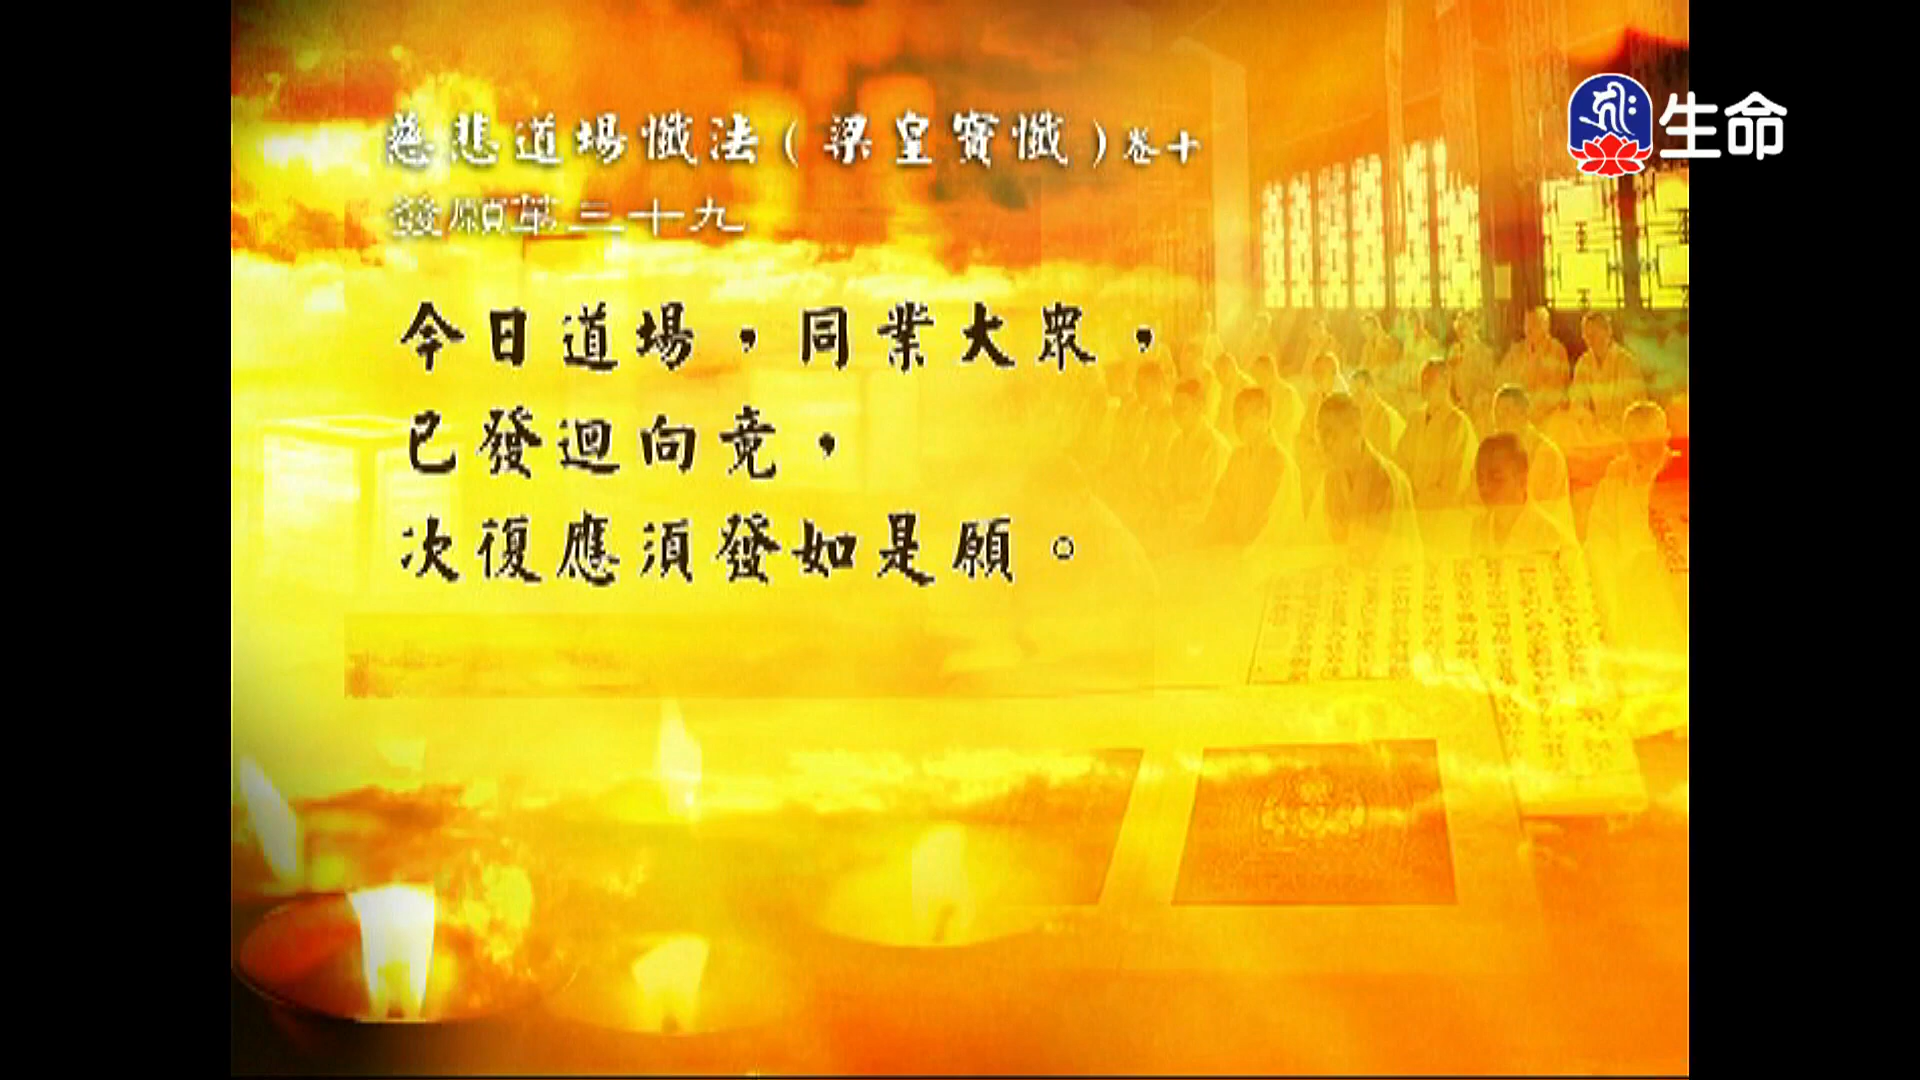 慈悲道場懺法(梁皇寶懺)卷十
發願第三十九
生命
今日道場，同業大眾，
已發迴向竟，
次復應須發如是願。